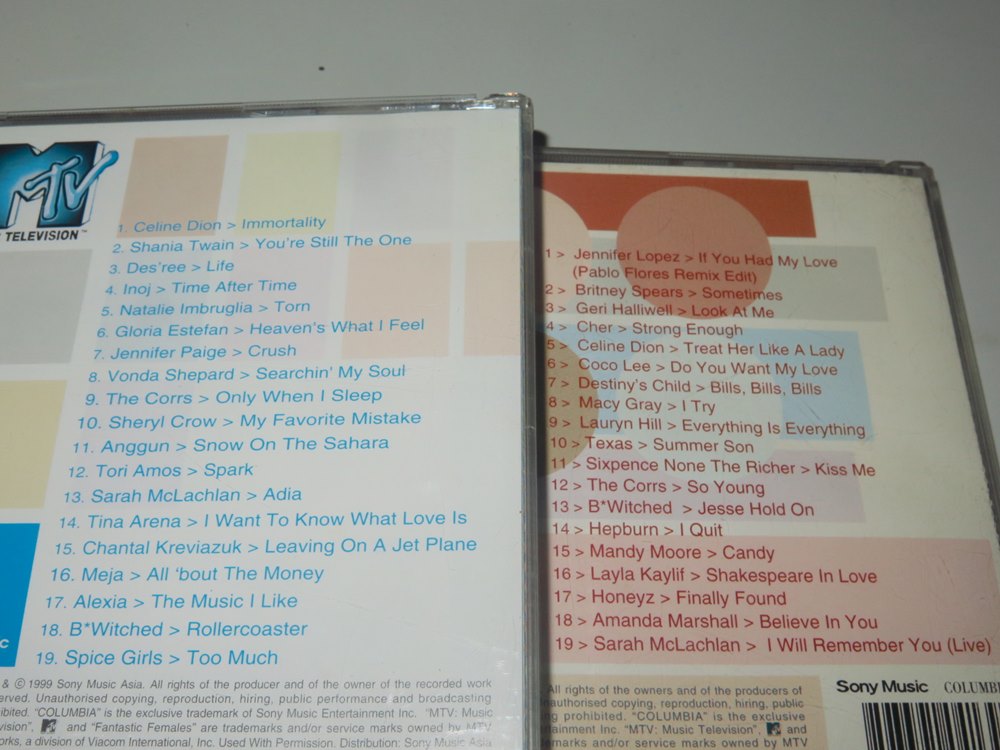 MTV
TELEVISION™
1. Celine Dion > Immortality
2. Shania Twain > You're Still The One
3. Des'ree > Life
4. Inoj > Time After Time
5. Natalie Imbruglia > Torn
6. Gloria Estefan > Heaven's What I Feel
7. Jennifer Paige > Crush
8. Vonda Shepard > Searchin' My Soul
9. The Corrs > Only When I Sleep
10. Sheryl Crow > My Favorite Mistake
11. Anggun > Snow On The Sahara
12. Tori Amos > Spark
13. Sarah McLachlan > Adia
14. Tina Arena > I Want To Know What Love Is
15. Chantal Kreviazuk > Leaving On A Jet Plane
16. Meja > All ‘bout The Money
17. Alexia > The Music I Like
18. B*Witched > Rollercoaster
19. Spice Girls > Too Much
& ℗ 1999 Sony Music Asia. All rights of the producer and of the owner of the recorded work
erved. Unauthorised copying, reproduction, hiring, public performance and broadcasting
ibited. “COLUMBIA” is the exclusive trademark of Sony Music Entertainment Inc. “MTV: Music
vision”, MTV and “Fantastic Females” are trademarks and/or service marks owned by MTV
orks, a division of Viacom International, Inc. Used With Permission. Distribution: Sony Music Asia
1 > Jennifer Lopez > If You Had My Love
(Pablo Flores Remix Edit)
2 > Britney Spears > Sometimes
3 > Geri Halliwell > Look At Me
4 > Cher > Strong Enough
5 > Celine Dion > Treat Her Like A Lady
6 > Coco Lee > Do You Want My Love
7 > Destiny's Child > Bills, Bills, Bills
8 > Macy Gray > I Try
9 > Lauryn Hill > Everything Is Everything
10 > Texas > Summer Son
11 > Sixpence None The Richer > Kiss Me
12 > The Corrs > So Young
13 > B*Witched > Jesse Hold On
14 > Hepburn > I Quit
15 > Mandy Moore > Candy
16 > Layla Kaylif > Shakespeare In Love
17 > Honeyz > Finally Found
18 > Amanda Marshall > Believe In You
19 > Sarah McLachlan > I Will Remember You (Live)
All rights of the owners and of the producers of
nauthorised copying, reproduction, hiring, public
ng prohibited. “COLUMBIA” is the exclusive
ainment Inc. “MTV: Music Television”, MTV and
emarks and/or service marks owned by MTV
Sony Music COLUMBI